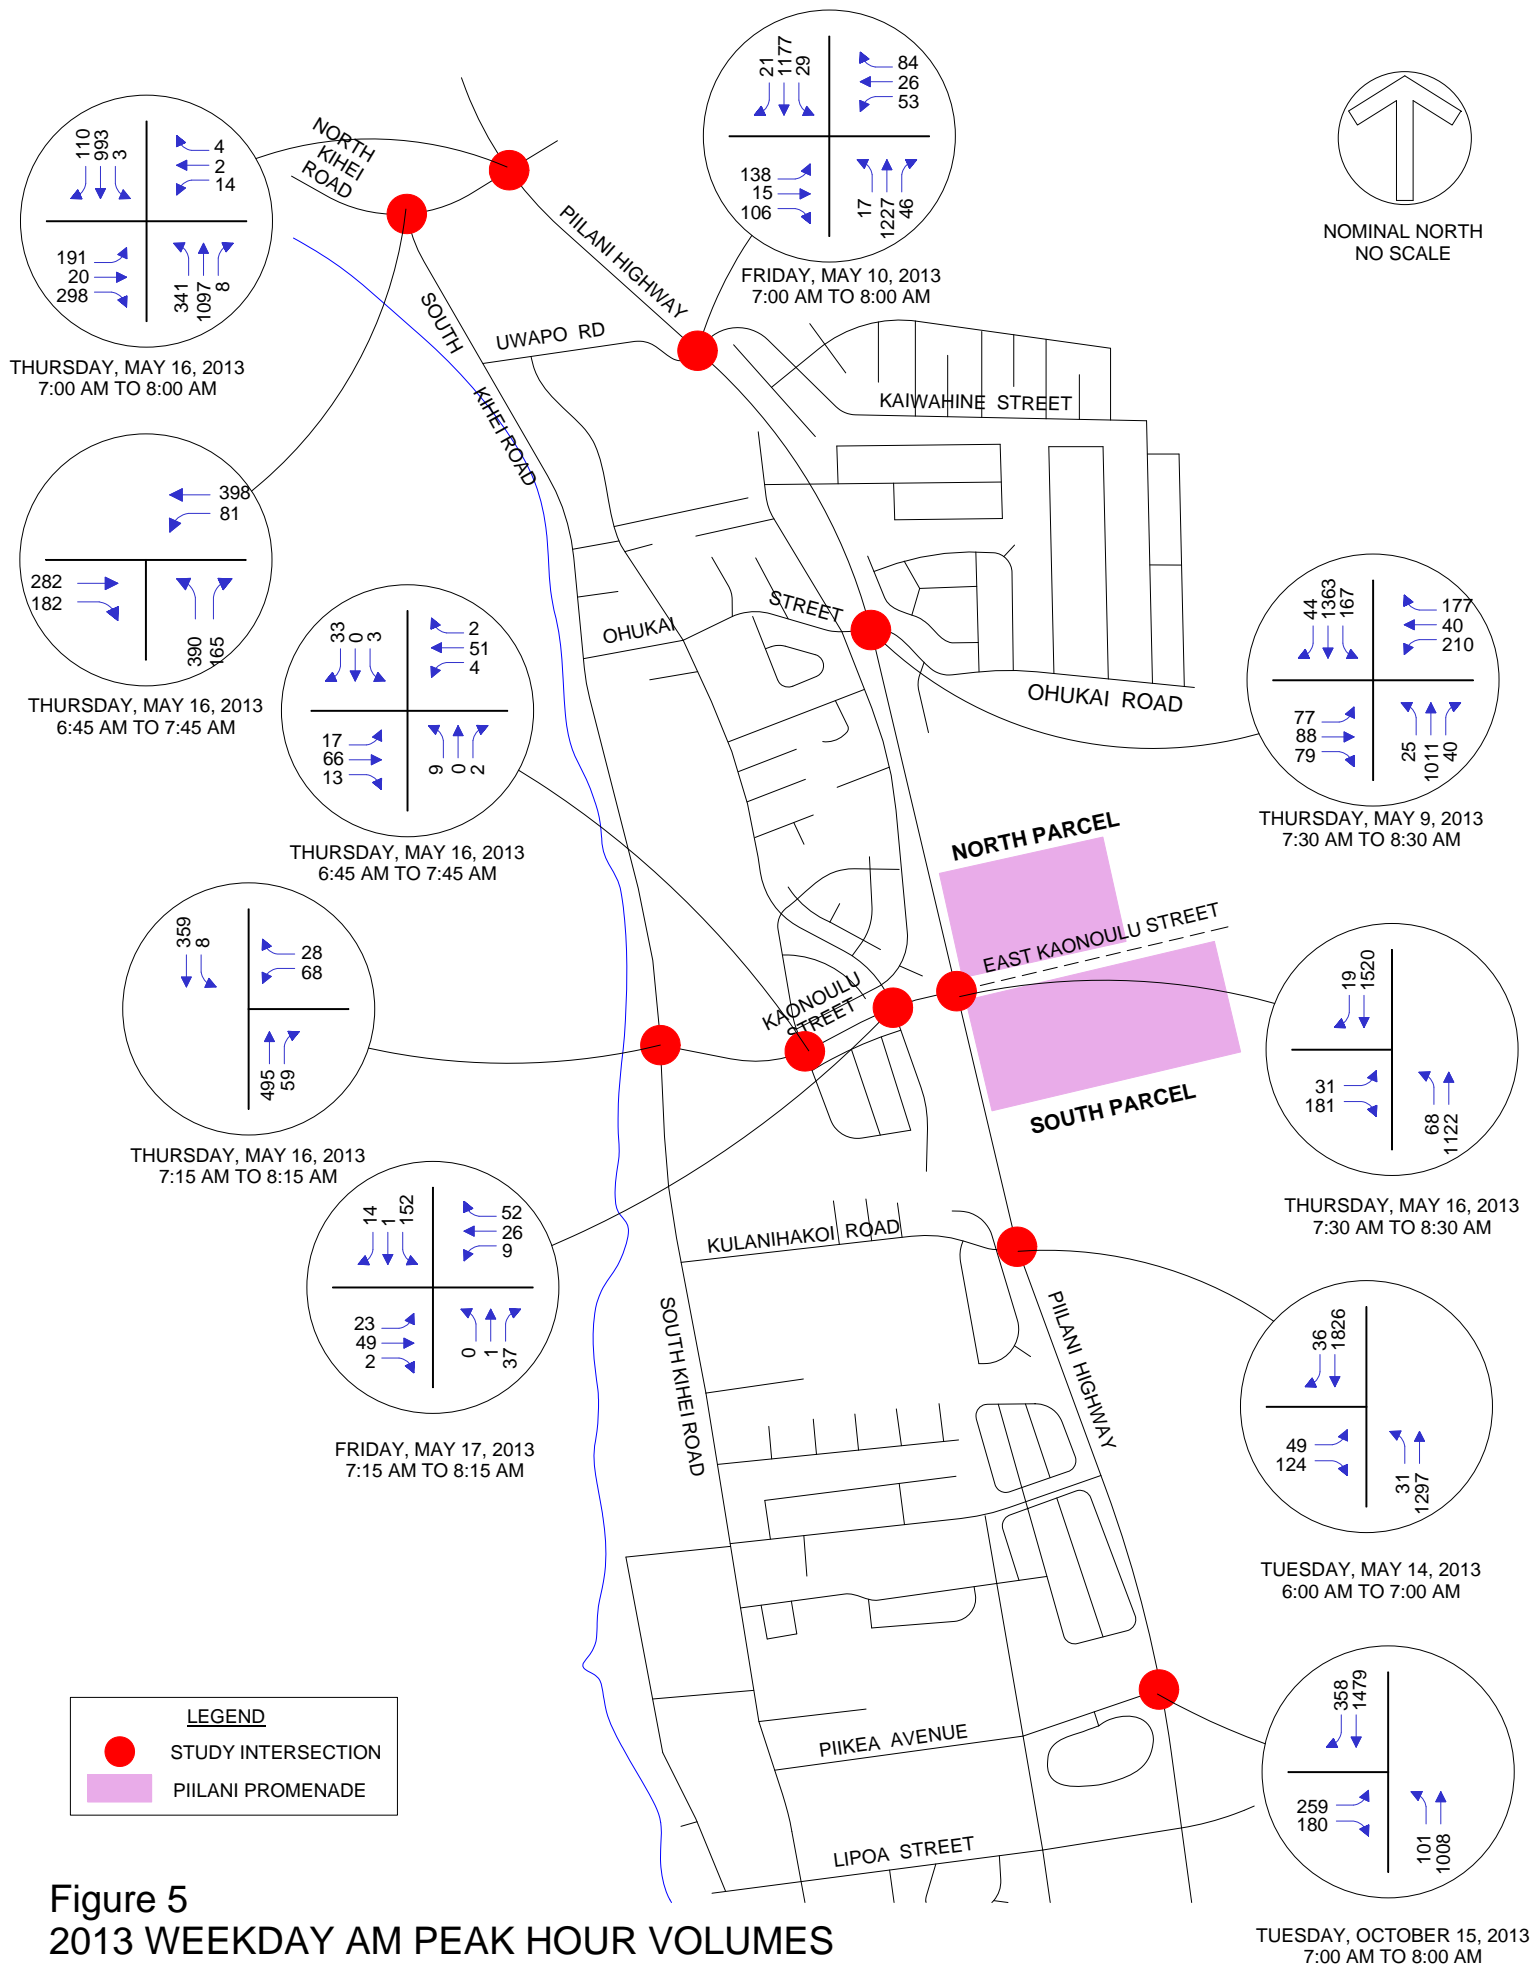 21
1177
29
84
26
53
138
15
106
17
1227
46
FRIDAY, MAY 10, 2013
7:00 AM TO 8:00 AM
NOMINAL NORTH
NO SCALE
110
993
3
4
2
14
191
20
298
341
1097
8
THURSDAY, MAY 16, 2013
7:00 AM TO 8:00 AM
NORTH
KIHEI
ROAD
PIILANI HIGHWAY
SOUTH
KIHEI ROAD
UWAPO RD
KAIWAHINE STREET
398
81
282
182
390
165
THURSDAY, MAY 16, 2013
6:45 AM TO 7:45 AM
33
0
3
2
51
4
17
66
13
9
0
2
THURSDAY, MAY 16, 2013
6:45 AM TO 7:45 AM
OHUKAI
STREET
OHUKAI ROAD
44
1363
167
177
40
210
77
88
79
25
1011
40
THURSDAY, MAY 9, 2013
7:30 AM TO 8:30 AM
NORTH PARCEL
EAST KAONOULU STREET
SOUTH PARCEL
KAONOULU
STREET
359
8
28
68
495
59
THURSDAY, MAY 16, 2013
7:15 AM TO 8:15 AM
19
1520
31
181
68
1122
THURSDAY, MAY 16, 2013
7:30 AM TO 8:30 AM
14
1
152
52
26
9
23
49
2
0
1
37
FRIDAY, MAY 17, 2013
7:15 AM TO 8:15 AM
KULANIHAKOI ROAD
SOUTH KIHEI ROAD
PIILANI HIGHWAY
36
1826
49
124
31
1297
TUESDAY, MAY 14, 2013
6:00 AM TO 7:00 AM
358
1479
259
180
101
1008
TUESDAY, OCTOBER 15, 2013
7:00 AM TO 8:00 AM
PIIKEA AVENUE
LIPOA STREET
LEGEND
STUDY INTERSECTION
PIILANI PROMENADE
Figure 5
2013 WEEKDAY AM PEAK HOUR VOLUMES